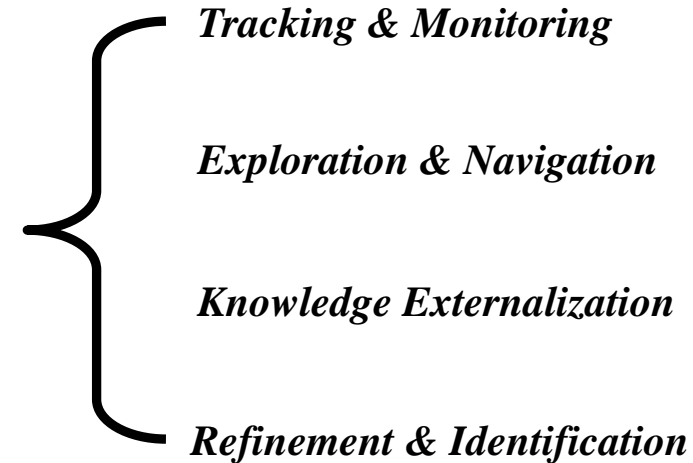 Tracking & Monitoring
Exploration & Navigation
Knowledge Externalization
Refinement & Identification